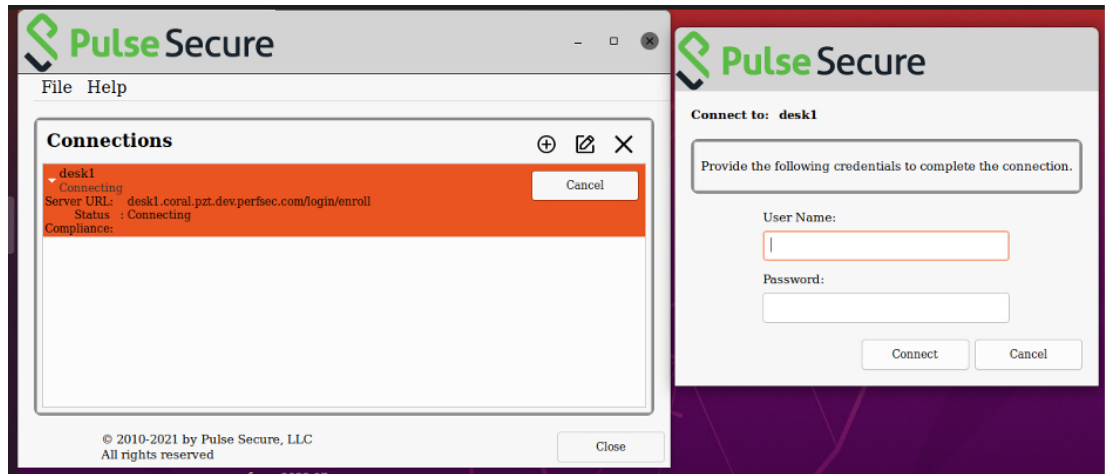 Pulse Secure
File Help
Connections
desk1
Connecting
Cancel
Server URL: desk1.coral.pzt.dev.perfsec.com/login/enroll
Status : Connecting
Compliance:
© 2010-2021 by Pulse Secure, LLC
All rights reserved
Close
Pulse Secure
Connect to: desk1
Provide the following credentials to complete the connection.
User Name:
Password:
Connect
Cancel